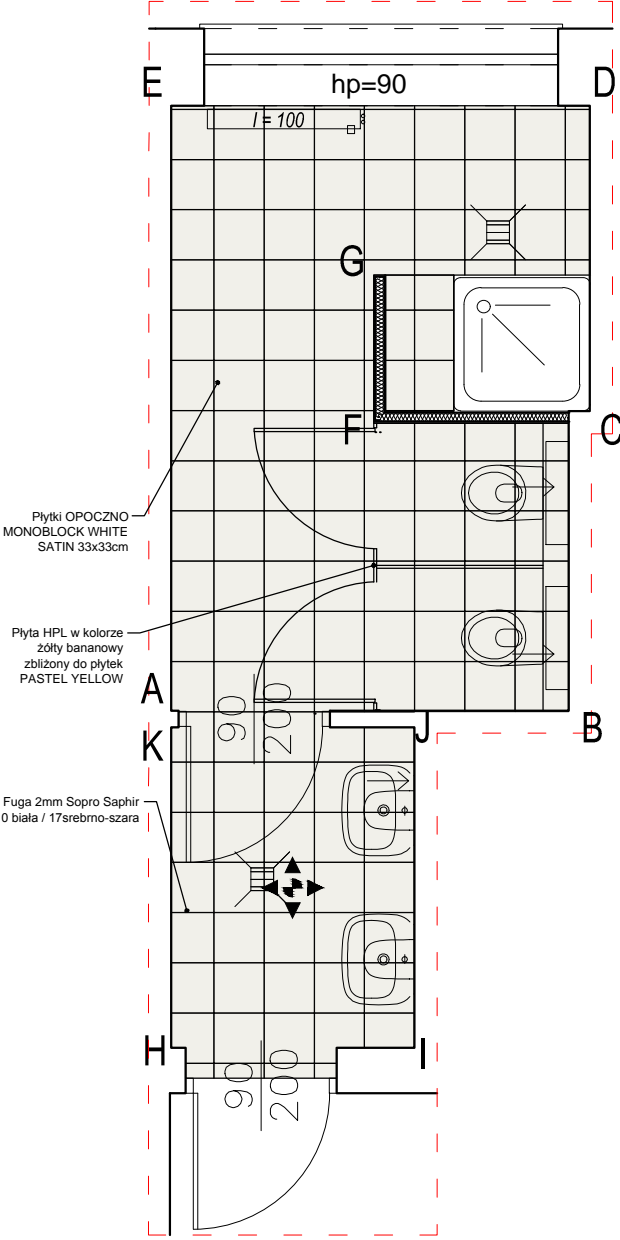 E
hp=90
D
l = 100
G
F
C
Płytki OPOCZNO
MONOBLOCK WHITE
SATIN 33x33cm
Płyta HPL w kolorze
żółty bananowy
zbliżony do płytek
PASTEL YELLOW
A
90
200
J
B
K
Fuga 2mm Sopro Saphir
0 biała / 17srebrno-szara
H
90
200
I